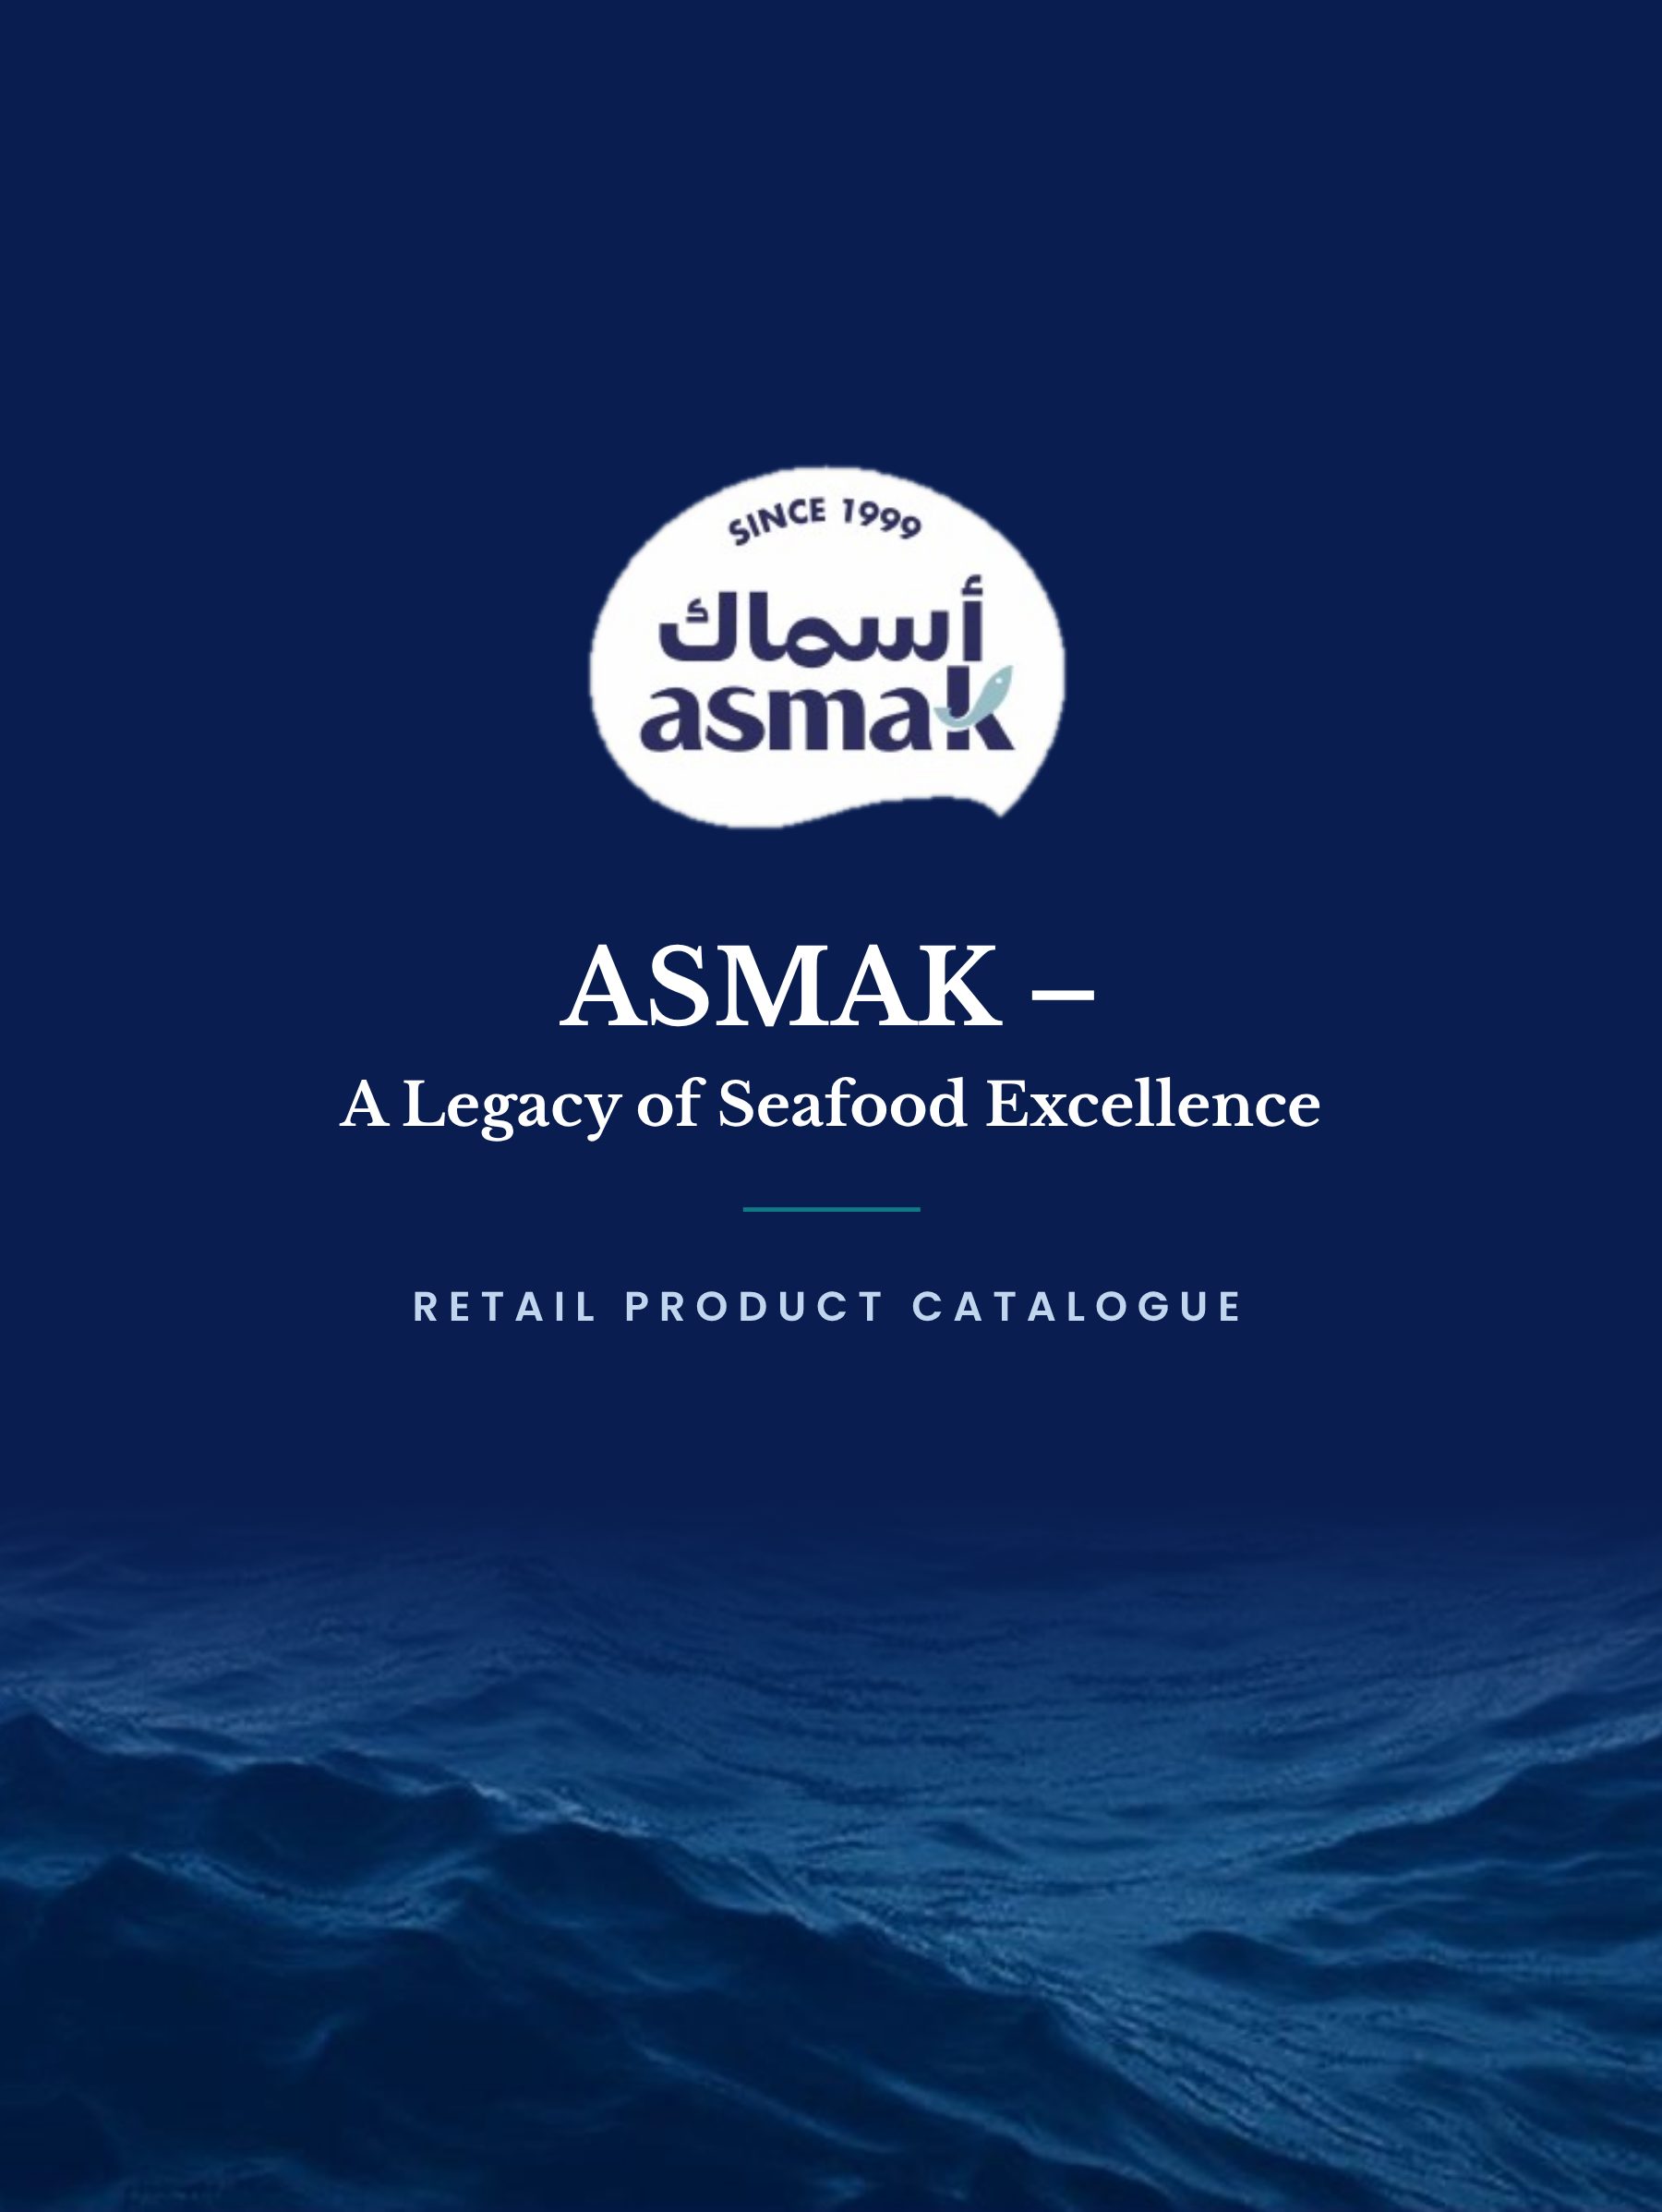 SINCE 1999
أسماك
asmak
ASMAK –
A Legacy of Seafood Excellence
RETAIL PRODUCT CATALOGUE